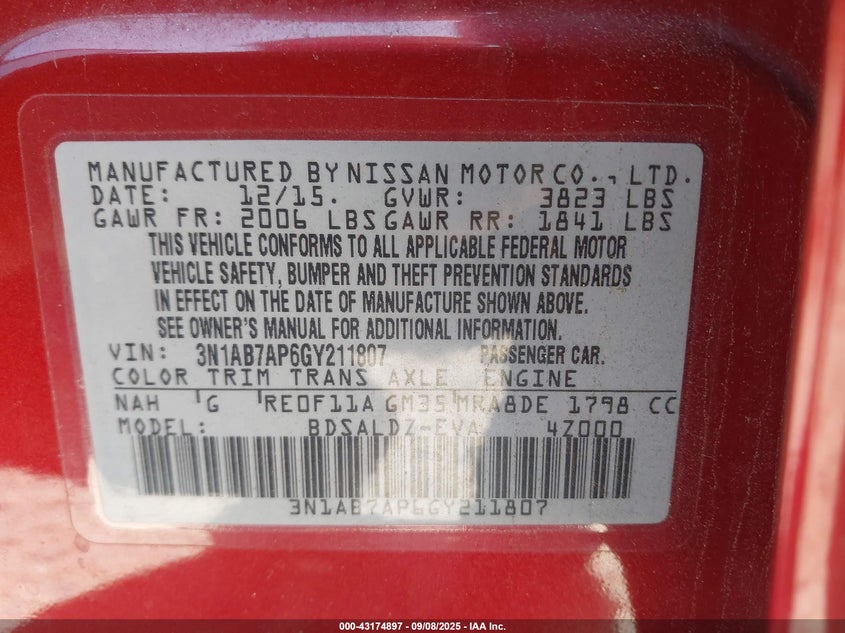 MANUFACTURED BY NISSAN MOTOR CO., LTD.
DATE: 12/15. GVWR: 3823 LBS
GAWR FR: 2006 LBS GAWR RR: 1841 LBS
THIS VEHICLE CONFORMS TO ALL APPLICABLE FEDERAL MOTOR
VEHICLE SAFETY, BUMPER AND THEFT PREVENTION STANDARDS
IN EFFECT ON THE DATE OF MANUFACTURE SHOWN ABOVE.
SEE OWNER'S MANUAL FOR ADDITIONAL INFORMATION.
VIN: 3N1AB7AP6GY211807 PASSENGER CAR.
COLOR TRIM TRANS AXLE ENGINE
NAH G RE0F11A GM35 MRA8DE 1798 CC
MODEL: BDSALDZ-EVA 4Z000
3N1AB7AP6GY211807
000-43174897 - 09/08/2025 - IAA Inc.